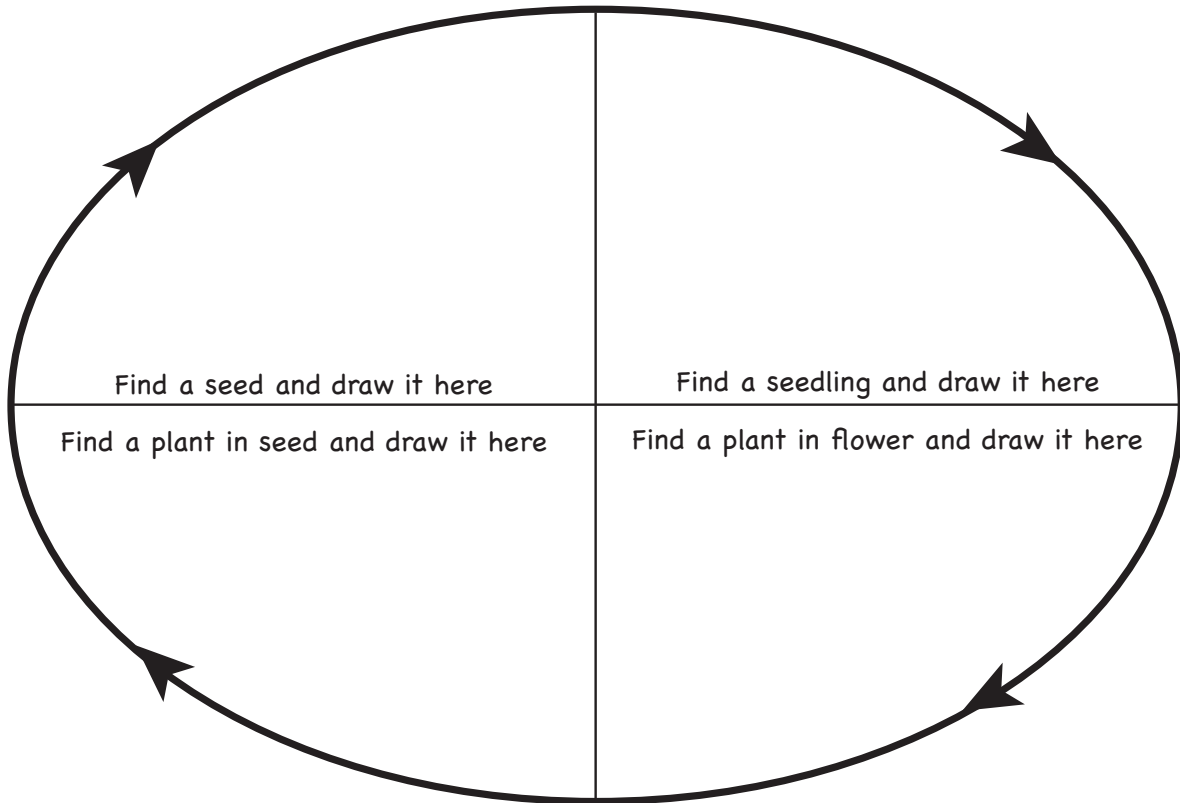 Find a seed and draw it here
Find a seedling and draw it here
Find a plant in seed and draw it here
Find a plant in flower and draw it here